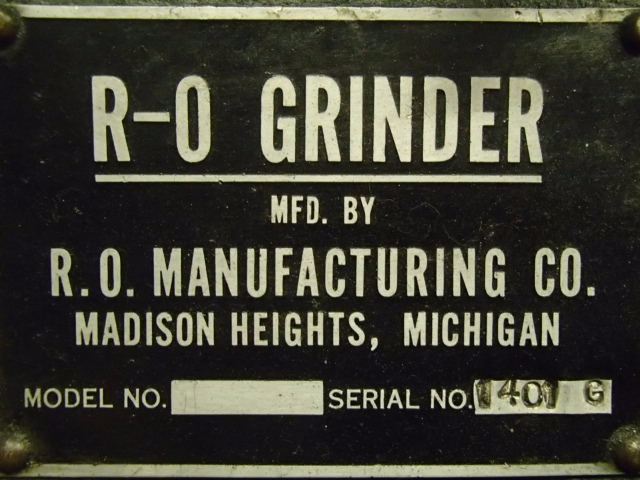 R-O GRINDER
MFD. BY
R.O. MANUFACTURING CO.
MADISON HEIGHTS, MICHIGAN
MODEL NO. SERIAL NO. 1401 G